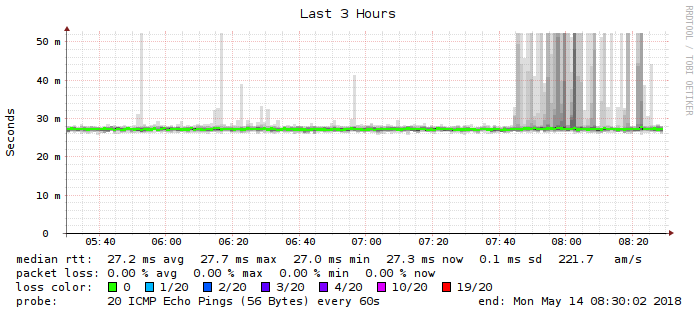 Last 3 Hours
RRDTOOL / TOBI OETIKER
Seconds
50 m
40 m
30 m
20 m
10 m
0
05:40 06:00 06:20 06:40 07:00 07:20 07:40 08:00 08:20
median rtt: 27.2 ms avg 27.7 ms max 27.0 ms min 27.3 ms now 0.1 ms sd 221.7 am/s
packet loss: 0.00 % avg 0.00 % max 0.00 % min 0.00 % now
loss color: 0 1/20 2/20 3/20 4/20 10/20 19/20
probe: 20 ICMP Echo Pings (56 Bytes) every 60s end: Mon May 14 08:30:02 2018